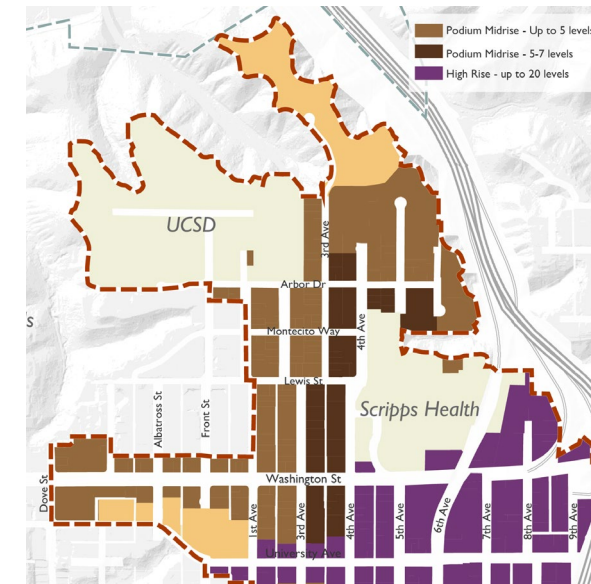 Podium Midrise - Up to 5 levels
Podium Midrise - 5-7 levels
High Rise - up to 20 levels
UCSD
3rd Ave
Arbor Dr
Montecito Way
4th Ave
Lewis St
Albatross St
Front St
Scripps Health
Dove St
Washington St
1st Ave
3rd Ave
4th Ave
5th Ave
6th Ave
7th Ave
8th Ave
9th Ave
University Ave